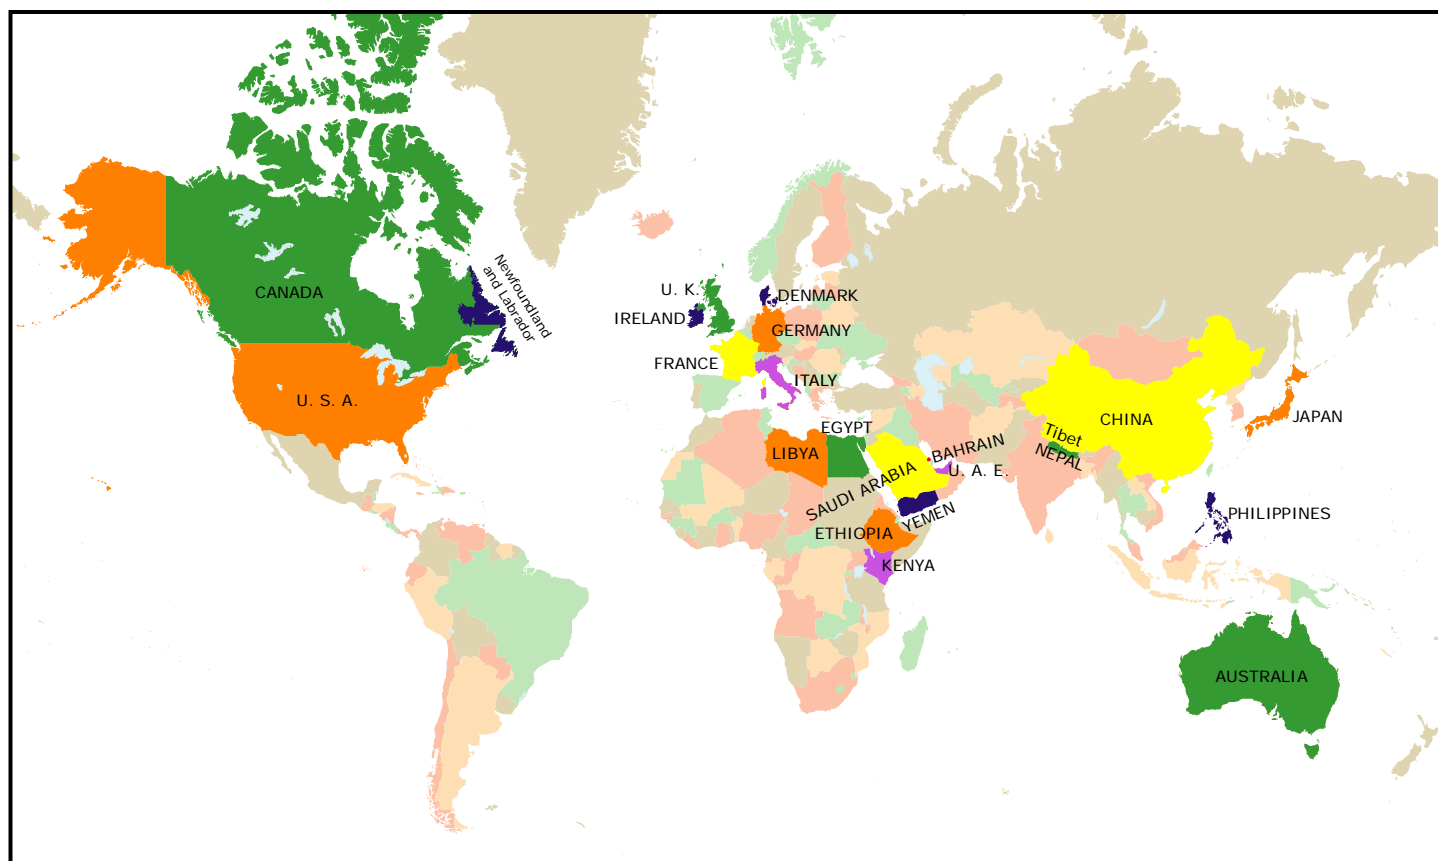 Newfoundland
and Labrador
CANADA
U. K.
DENMARK
IRELAND
GERMANY
FRANCE
ITALY
U. S. A.
CHINA
JAPAN
EGYPT
Tibet
LIBYA
BAHRAIN
NEPAL
U. A. E.
SAUDI ARABIA
YEMEN
PHILIPPINES
ETHIOPIA
KENYA
AUSTRALIA